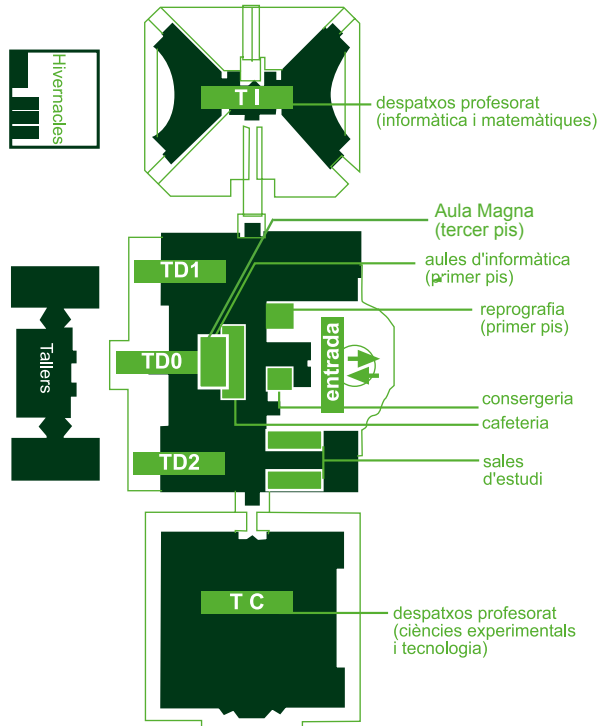 Hivernacles
T I
despatxos profesorat
(informàtica i matemàtiques)
Aula Magna
(tercer pis)
TD1
aules d'informàtica
(primer pis)
reprografia
(primer pis)
Tallers
TD0
entrada
consergeria
cafeteria
TD2
sales
d'estudi
T C
despatxos profesorat
(ciències experimentals
i tecnologia)